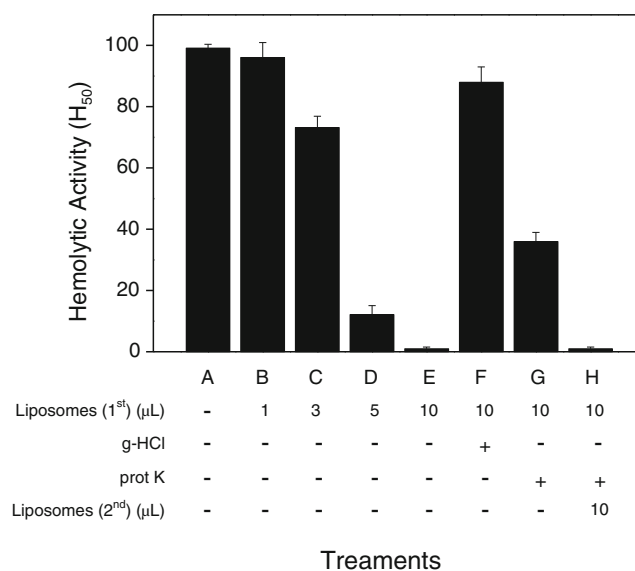 Hemolytic Activity (H50)
100
80
60
40
20
0
A B C D E F G H
Liposomes (1st) (µL) - 1 3 5 10 10 10 10
g-HCl - - - - - + - -
prot K - - - - - - + +
Liposomes (2nd) (µL) - - - - - - - 10
Treaments